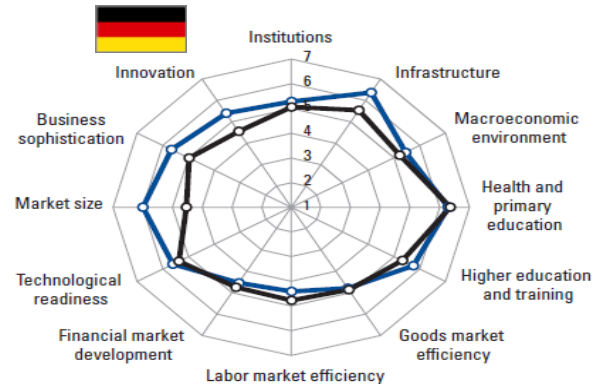 Institutions
7
6
5
4
3
2
1
Infrastructure
Macroeconomic
environment
Health and
primary
education
Higher education
and training
Goods market
efficiency
Labor market efficiency
Financial market
development
Technological
readiness
Market size
Business
sophistication
Innovation